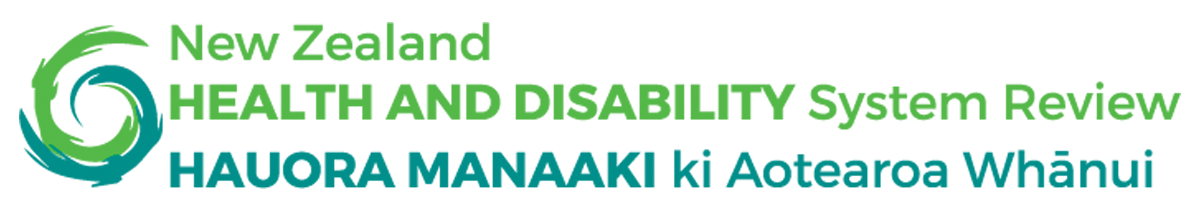 New Zealand
HEALTH AND DISABILITY System Review
HAUORA MANAAKI ki Aotearoa Whānui